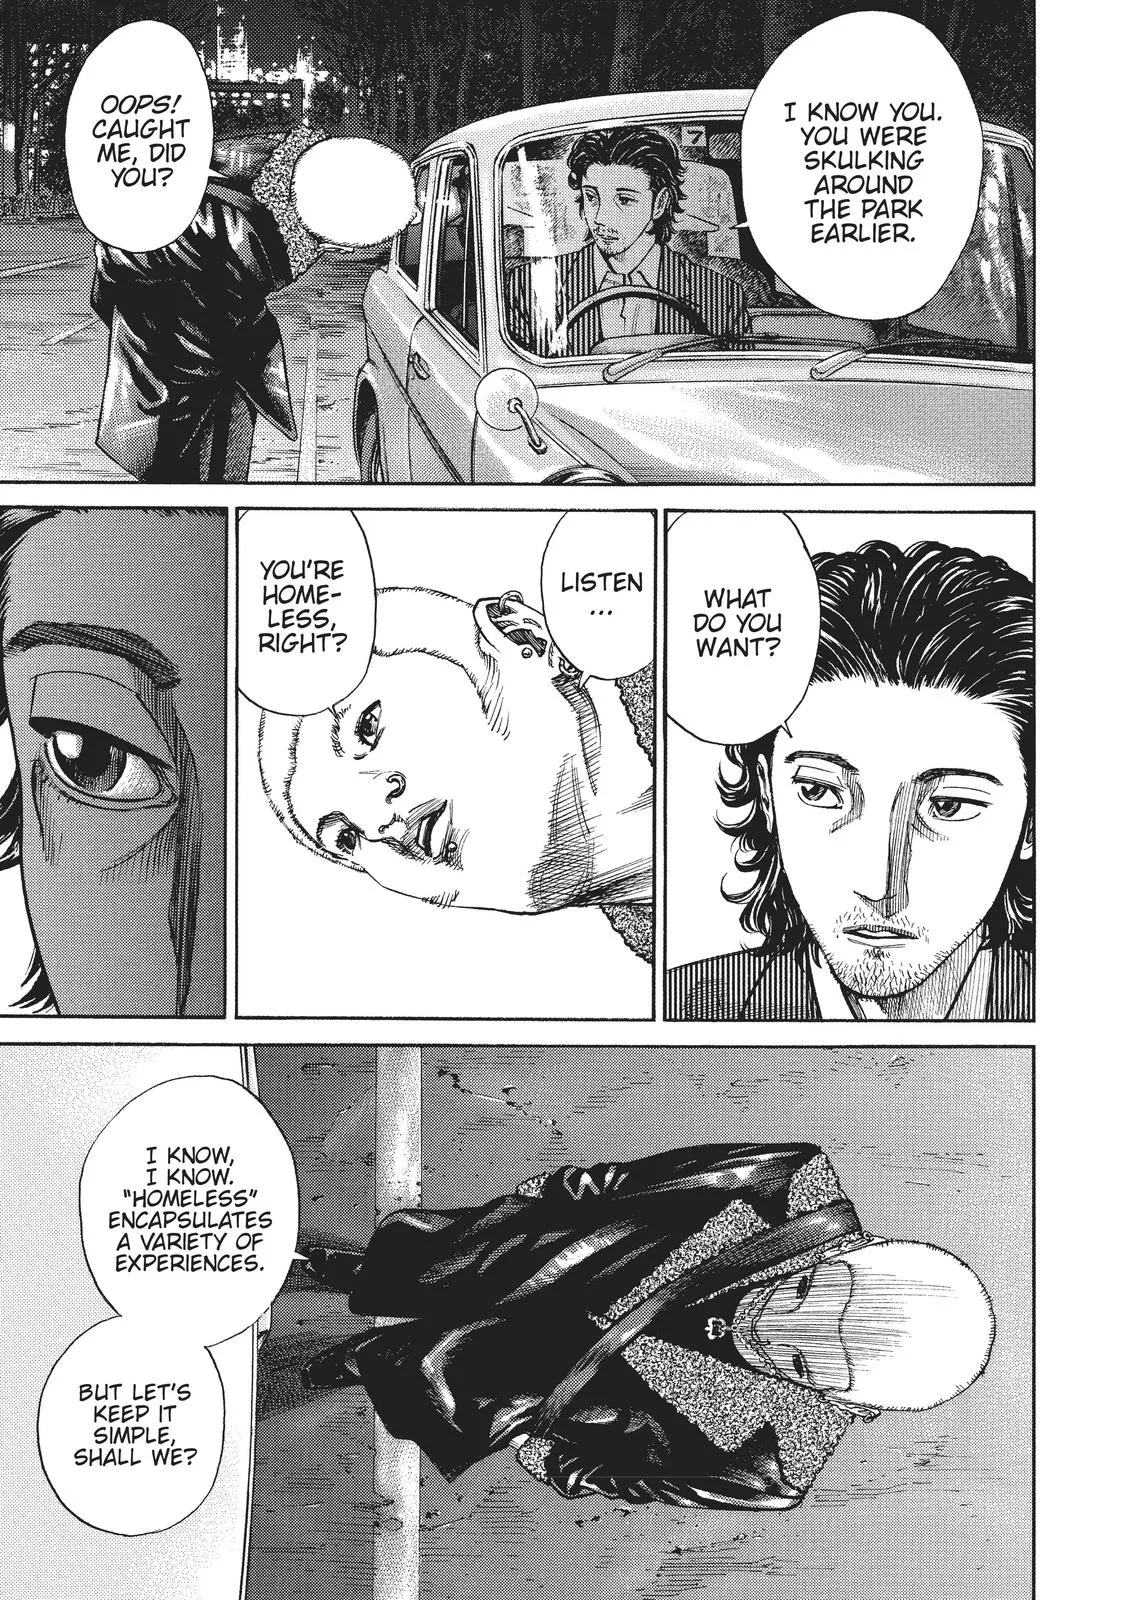 I KNOW YOU.
YOU WERE
SKULKING
AROUND
THE PARK
EARLIER.
OOPS!
CAUGHT
ME, DID
YOU?
7
WHAT
DO YOU
WANT?
LISTEN
...
YOU'RE
HOME-
LESS,
RIGHT?
I KNOW,
I KNOW.
"HOMELESS"
ENCAPSULATES
A VARIETY OF
EXPERIENCES.
BUT LET'S
KEEP IT
SIMPLE,
SHALL WE?